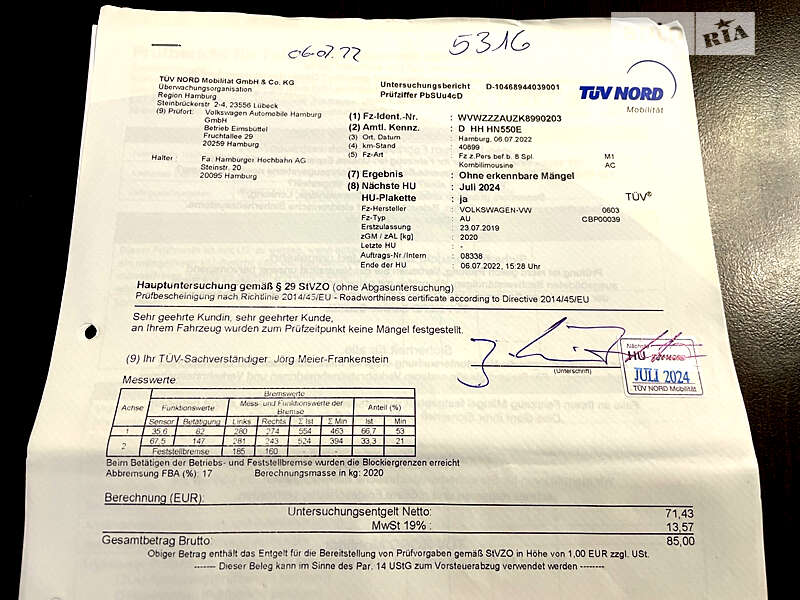 06.07.22
5316
RIA
TÜV NORD Mobilität GmbH & Co. KG
Überwachungsorganisation
Region Hamburg
Steinbrückerstr 2-4, 23556 Lübeck
(9) Prüfort: Volkswagen Automobile Hamburg
GmbH
Betrieb Eimsbüttel
Fruchtallee 29
20259 Hamburg
Halter : Fa. Hamburger Hochbahn AG
Steinstr. 20
20095 Hamburg
Untersuchungsbericht D-10468944039001
Prüfziffer PbSUu4cD
TÜV NORD
Mobilität
(1) Fz-Ident.-Nr. : WVWZZZAUZK8990203
(2) Amtl. Kennz. : D HH HN550E
(3) Ort, Datum : Hamburg, 06.07.2022
(4) km-Stand : 40899
(5) Fz-Art : Fz z.Pers bef b. 8 Spl. M1
Kombilimousine AC
(7) Ergebnis : Ohne erkennbare Mängel
(8) Nächste HU : Juli 2024
HU-Plakette : ja TÜV®
Fz-Hersteller : VOLKSWAGEN-VW 0603
Fz-Typ : AU CBP00039
Erstzulassung : 23.07.2019
zGM / zAL [kg] : 2020
Letzte HU : -
Auftrags-Nr./Intern : 08338
Ende der HU : 06.07.2022, 15:28 Uhr
Hauptuntersuchung gemäß § 29 StVZO (ohne Abgasuntersuchung)
Prüfbescheinigung nach Richtlinie 2014/45/EU - Roadworthiness certificate according to Directive 2014/45/EU
Sehr geehrte Kundin, sehr geehrter Kunde,
an Ihrem Fahrzeug wurden zum Prüfzeitpunkt keine Mängel festgestellt.
(9) Ihr TÜV-Sachverständiger: Jörg Meier-Frankenstein
(Unterschrift)
Nächste
HU
JULI 2024
TÜV NORD Mobilität
Messwerte:
Bremswerte
Achse Funktionswerte Mess- und Funktionswerte der Bremse Anteil (%)
Sensor Betätigung Links Rechts Σ Ist Σ Min Ist Min
1 35,6 62 280 274 554 463 66,7 53
2 67,5 147 281 243 524 394 33,3 21
Feststellbremse 185 160 -
Beim Betätigen der Betriebs- und Feststellbremse wurden die Blockiergrenzen erreicht
Abbremsung FBA (%): 17 Berechnungsmasse in kg: 2020
Berechnung (EUR):
Untersuchungsentgelt Netto: 71,43
MwSt 19% : 13,57
Gesamtbetrag Brutto: 85,00
Obiger Betrag enthält das Entgelt für die Bereitstellung von Prüfvorgaben gemäß StVZO in Höhe von 1,00 EUR zzgl. USt.
------- Dieser Beleg kann im Sinne des Par. 14 UStG zum Vorsteuerabzug verwendet werden --------